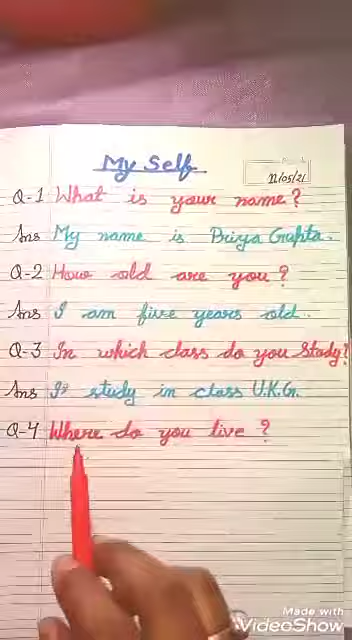 My Self
12/05/21
Q-1 What is your name?
Ans My name is Priya Gupta.
Q-2 How old are you?
Ans I am five years old.
Q-3 In which class do you Study?
Ans I study in class U.K.G.
Q-4 Where do you live?
Made with
VideoShow